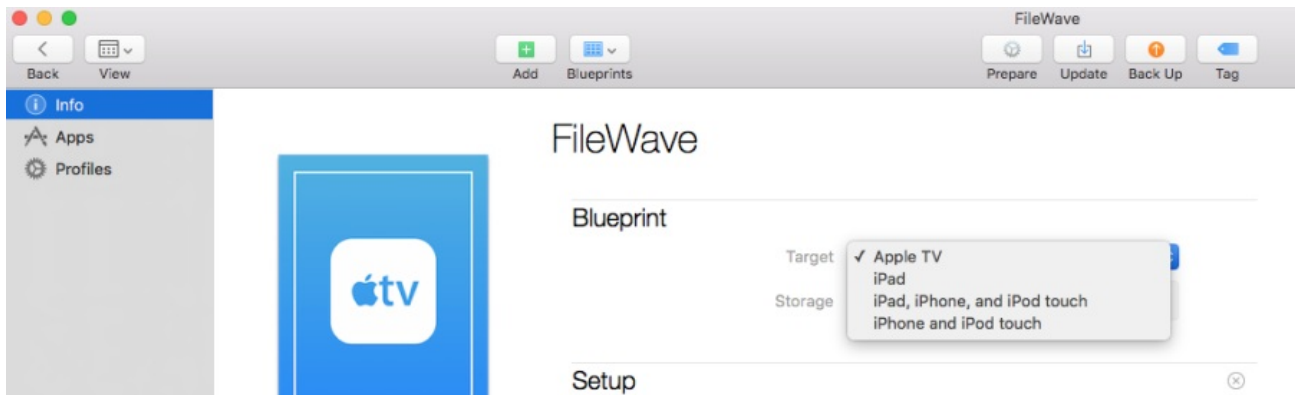 FileWave
Back View Add Blueprints Prepare Update Back Up Tag
Info
Apps
Profiles
FileWave
tv
Blueprint
Target ✓ Apple TV
iPad
Storage iPad, iPhone, and iPod touch
iPhone and iPod touch
Setup